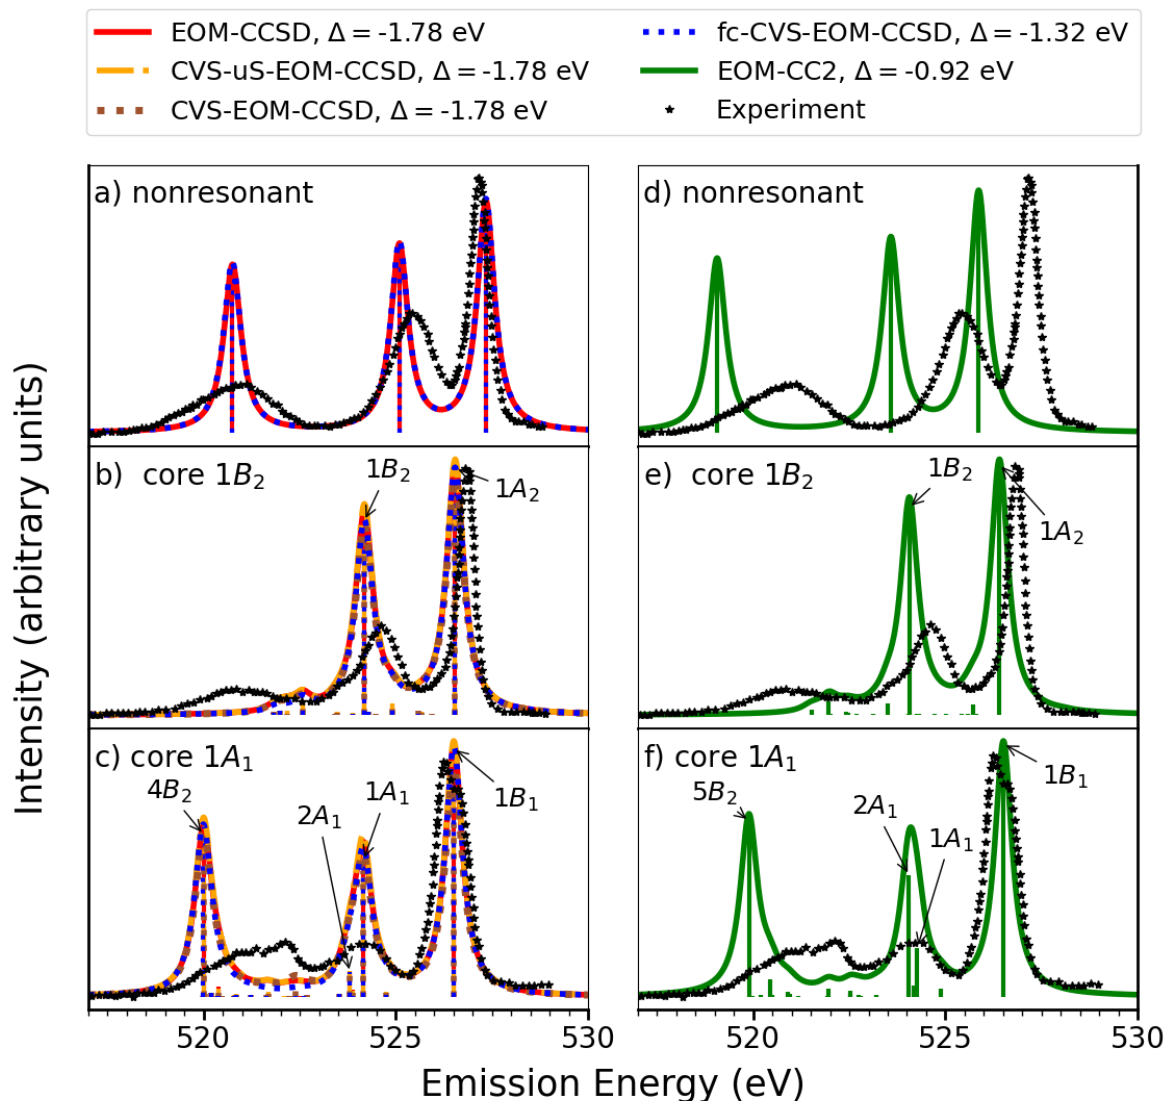 EOM-CCSD, Δ = -1.78 eV
CVS-uS-EOM-CCSD, Δ = -1.78 eV
CVS-EOM-CCSD, Δ = -1.78 eV
fc-CVS-EOM-CCSD, Δ = -1.32 eV
EOM-CC2, Δ = -0.92 eV
Experiment
Intensity (arbitrary units)
a) nonresonant
d) nonresonant
b) core 1B₂
1B₂
1A₂
e) core 1B₂
1B₂
1A₂
c) core 1A₁
4B₂
2A₁
1A₁
1B₁
f) core 1A₁
5B₂
2A₁
1A₁
1B₁
520 525 530
520 525 530
Emission Energy (eV)